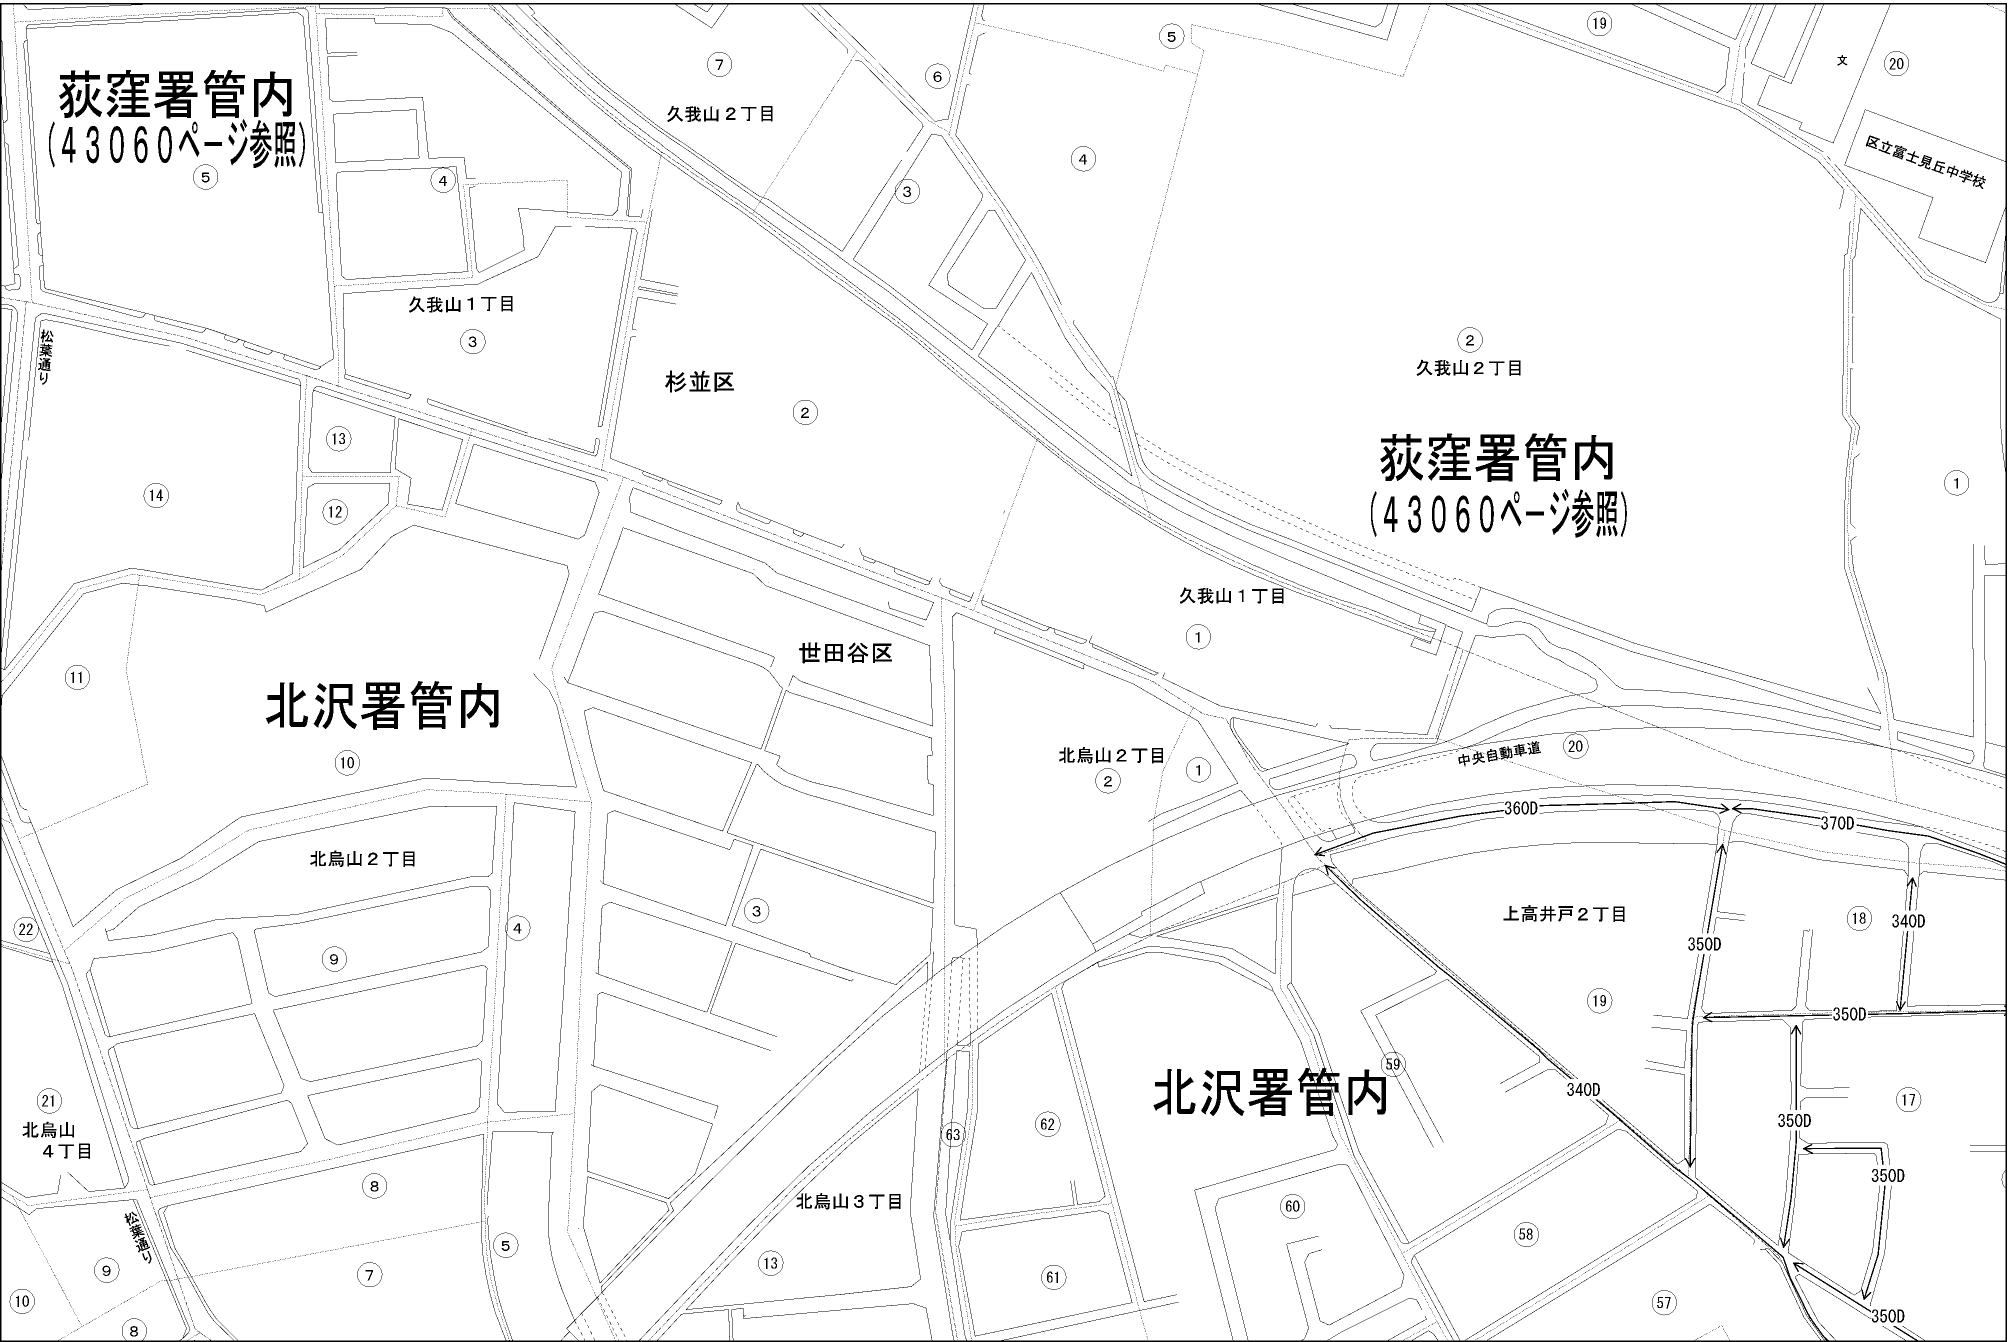 荻窪署管内
(43060ページ参照)
5
4
久我山1丁目
3
松葉通り
7
久我山2丁目
6
5
4
3
19
文
20
区立富士見丘中学校
2
久我山2丁目
荻窪署管内
(43060ページ参照)
1
杉並区
2
13
12
14
11
久我山1丁目
1
世田谷区
北沢署管内
10
北烏山2丁目
2
1
中央自動車道
20
360D
370D
北烏山2丁目
4
3
9
22
上高井戸2丁目
18
340D
350D
19
350D
340D
17
350D
350D
350D
北沢署管内
59
62
63
60
61
58
57
21
北烏山
4丁目
8
松葉通り
9
10
8
7
5
北烏山3丁目
13